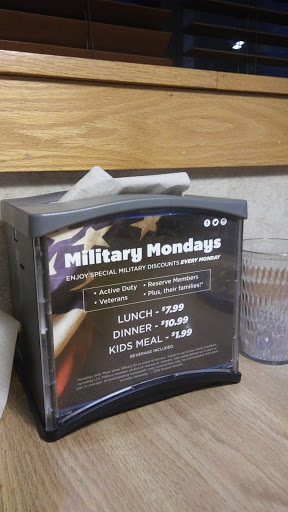 Military Mondays
ENJOY SPECIAL MILITARY DISCOUNTS EVERY MONDAY
• Active Duty • Reserve Members
• Veterans • Plus, their families!*
LUNCH - $7.99
DINNER - $10.99
KIDS MEAL - $1.99
BEVERAGE INCLUDED